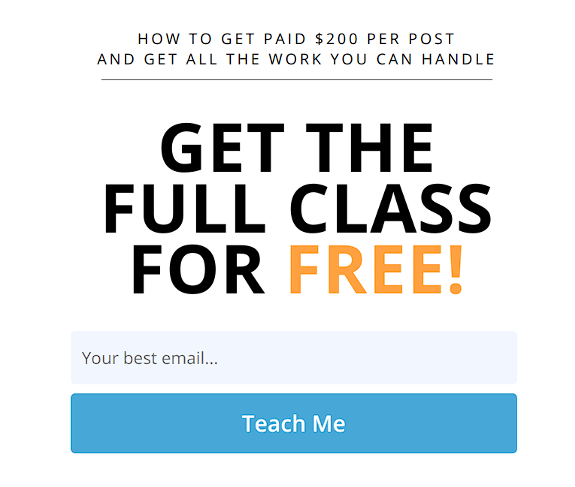 HOW TO GET PAID $200 PER POST
AND GET ALL THE WORK YOU CAN HANDLE
GET THE
FULL CLASS
FOR FREE!
Your best email...
Teach Me